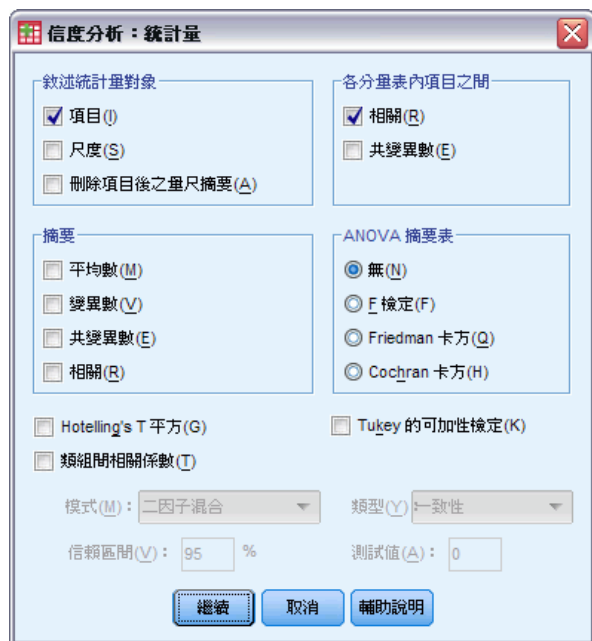 信度分析：統計量
敘述統計量對象
項目(I)
尺度(S)
刪除項目後之量尺摘要(A)
各分量表內項目之間
相關(R)
共變異數(E)
摘要
平均數(M)
變異數(V)
共變異數(E)
相關(R)
ANOVA 摘要表
無(N)
F 檢定(F)
Friedman 卡方(Q)
Cochran 卡方(H)
Hotelling's T 平方(G)
Tukey 的可加性檢定(K)
類組間相關係數(T)
模式(M)：二因子混合
類型(Y)：一致性
信賴區間(V)：95 %
測試值(A)：0
繼續 取消 輔助說明